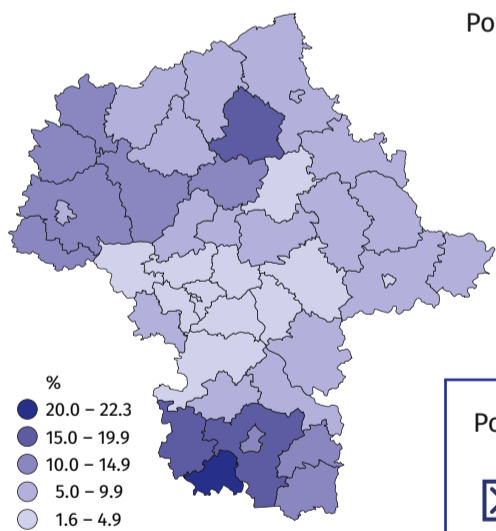 Po
%
20.0 – 22.3
15.0 – 19.9
10.0 – 14.9
5.0 – 9.9
1.6 – 4.9
Po